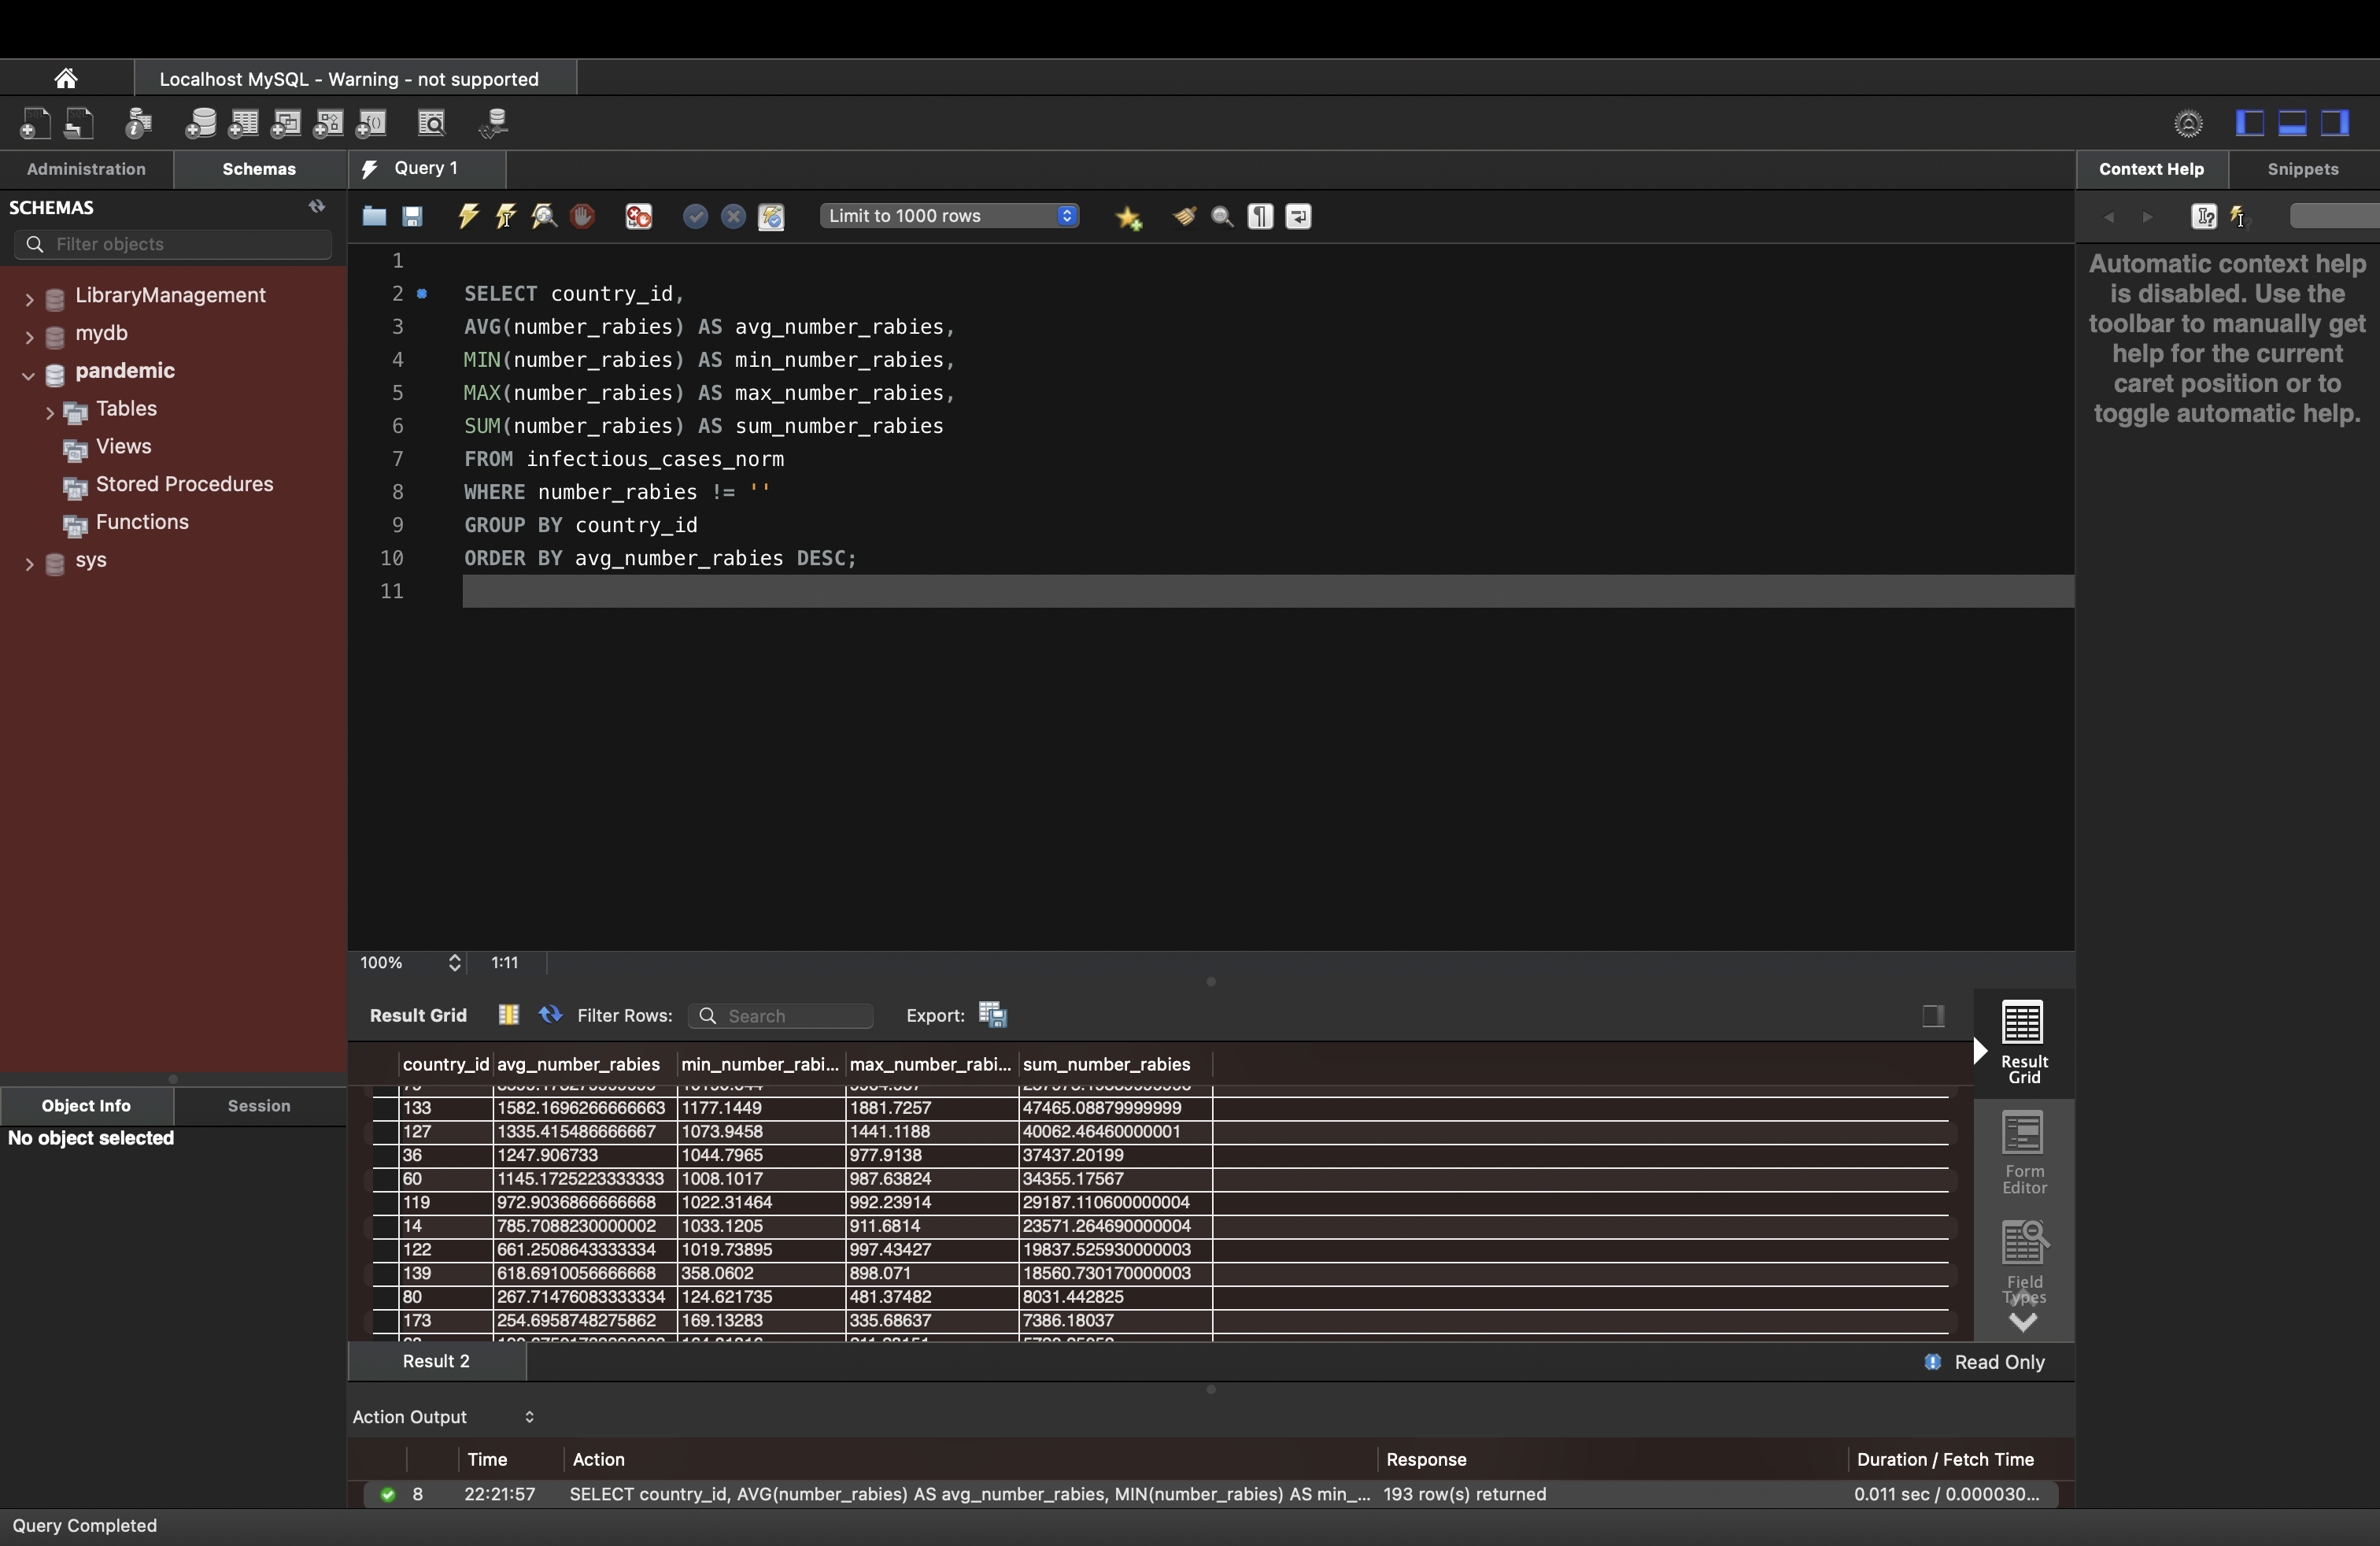 Localhost MySQL - Warning - not supported
Administration
Schemas
Query 1
Context Help
Snippets
SCHEMAS
Filter objects
Limit to 1000 rows
LibraryManagement
mydb
pandemic
Tables
Views
Stored Procedures
Functions
sys
1
2 SELECT country_id,
3 AVG(number_rabies) AS avg_number_rabies,
4 MIN(number_rabies) AS min_number_rabies,
5 MAX(number_rabies) AS max_number_rabies,
6 SUM(number_rabies) AS sum_number_rabies
7 FROM infectious_cases_norm
8 WHERE number_rabies != ''
9 GROUP BY country_id
10 ORDER BY avg_number_rabies DESC;
11
Automatic context help
is disabled. Use the
toolbar to manually get
help for the current
caret position or to
toggle automatic help.
100% 1:11
Result Grid Filter Rows: Search Export:
country_id avg_number_rabies min_number_rabi... max_number_rabi... sum_number_rabies
133 1582.1696266666663 1177.1449 1881.7257 47465.08879999999
127 1335.415486666667 1073.9458 1441.1188 40062.46460000001
36 1247.906733 1044.7965 977.9138 37437.20199
60 1145.1725223333333 1008.1017 987.63824 34355.17567
119 972.9036866666668 1022.31464 992.23914 29187.110600000004
14 785.7088230000002 1033.1205 911.6814 23571.264690000004
122 661.2508643333334 1019.73895 997.43427 19837.525930000003
139 618.6910056666668 358.0602 898.071 18560.730170000003
80 267.71476083333334 124.621735 481.37482 8031.442825
173 254.6958748275862 169.13283 335.68637 7386.18037
Result
Grid
Form
Editor
Field
Types
Object Info
Session
No object selected
Result 2
Read Only
Action Output
Time Action Response Duration / Fetch Time
8 22:21:57 SELECT country_id, AVG(number_rabies) AS avg_number_rabies, MIN(number_rabies) AS min_... 193 row(s) returned 0.011 sec / 0.000030...
Query Completed